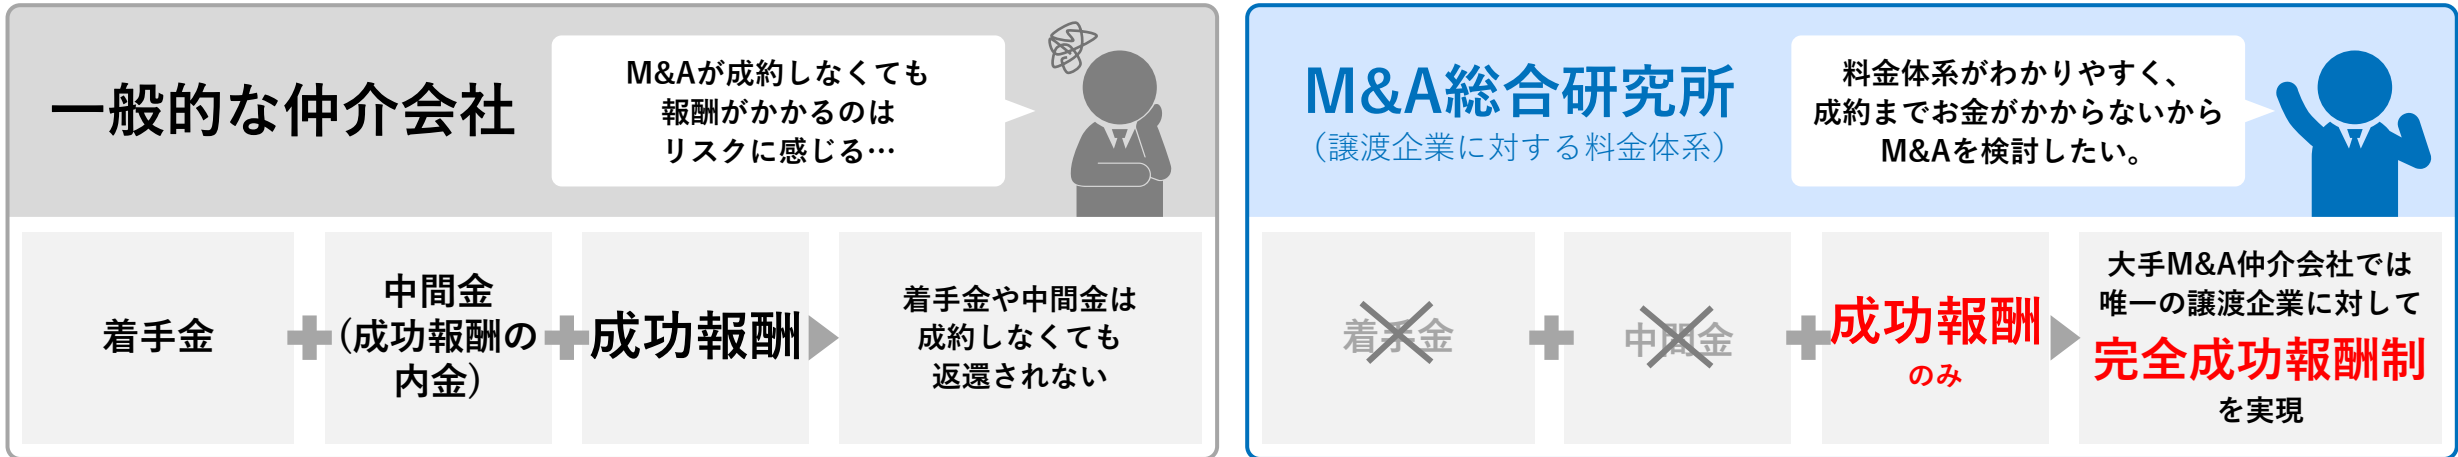 一般的な仲介会社
M&Aが成約しなくても
報酬がかかるのは
リスクに感じる…
着手金
中間金
(成功報酬の
内金)
成功報酬
着手金や中間金は
成約しなくても
返還されない
M&A総合研究所
（譲渡企業に対する料金体系）
料金体系がわかりやすく、
成約までお金がかからないから
M&Aを検討したい。
着手金
中間金
成功報酬
のみ
大手M&A仲介会社では
唯一の譲渡企業に対して
完全成功報酬制
を実現